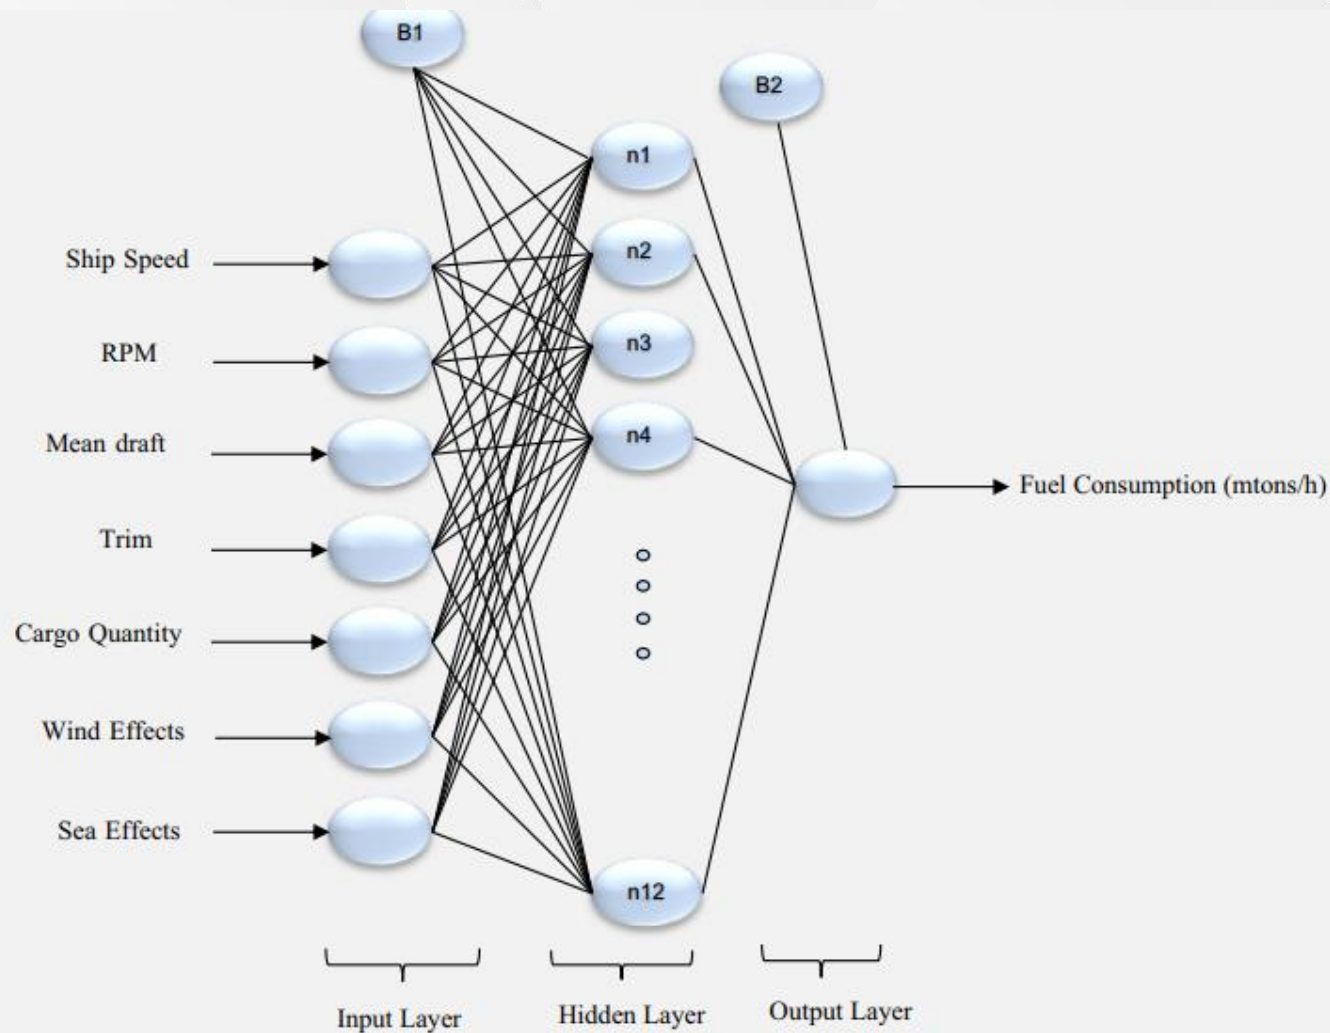 B1
B2
n1
n2
n3
n4
n12
Ship Speed
RPM
Mean draft
Trim
Cargo Quantity
Wind Effects
Sea Effects
Fuel Consumption (mtons/h)
Input Layer
Hidden Layer
Output Layer